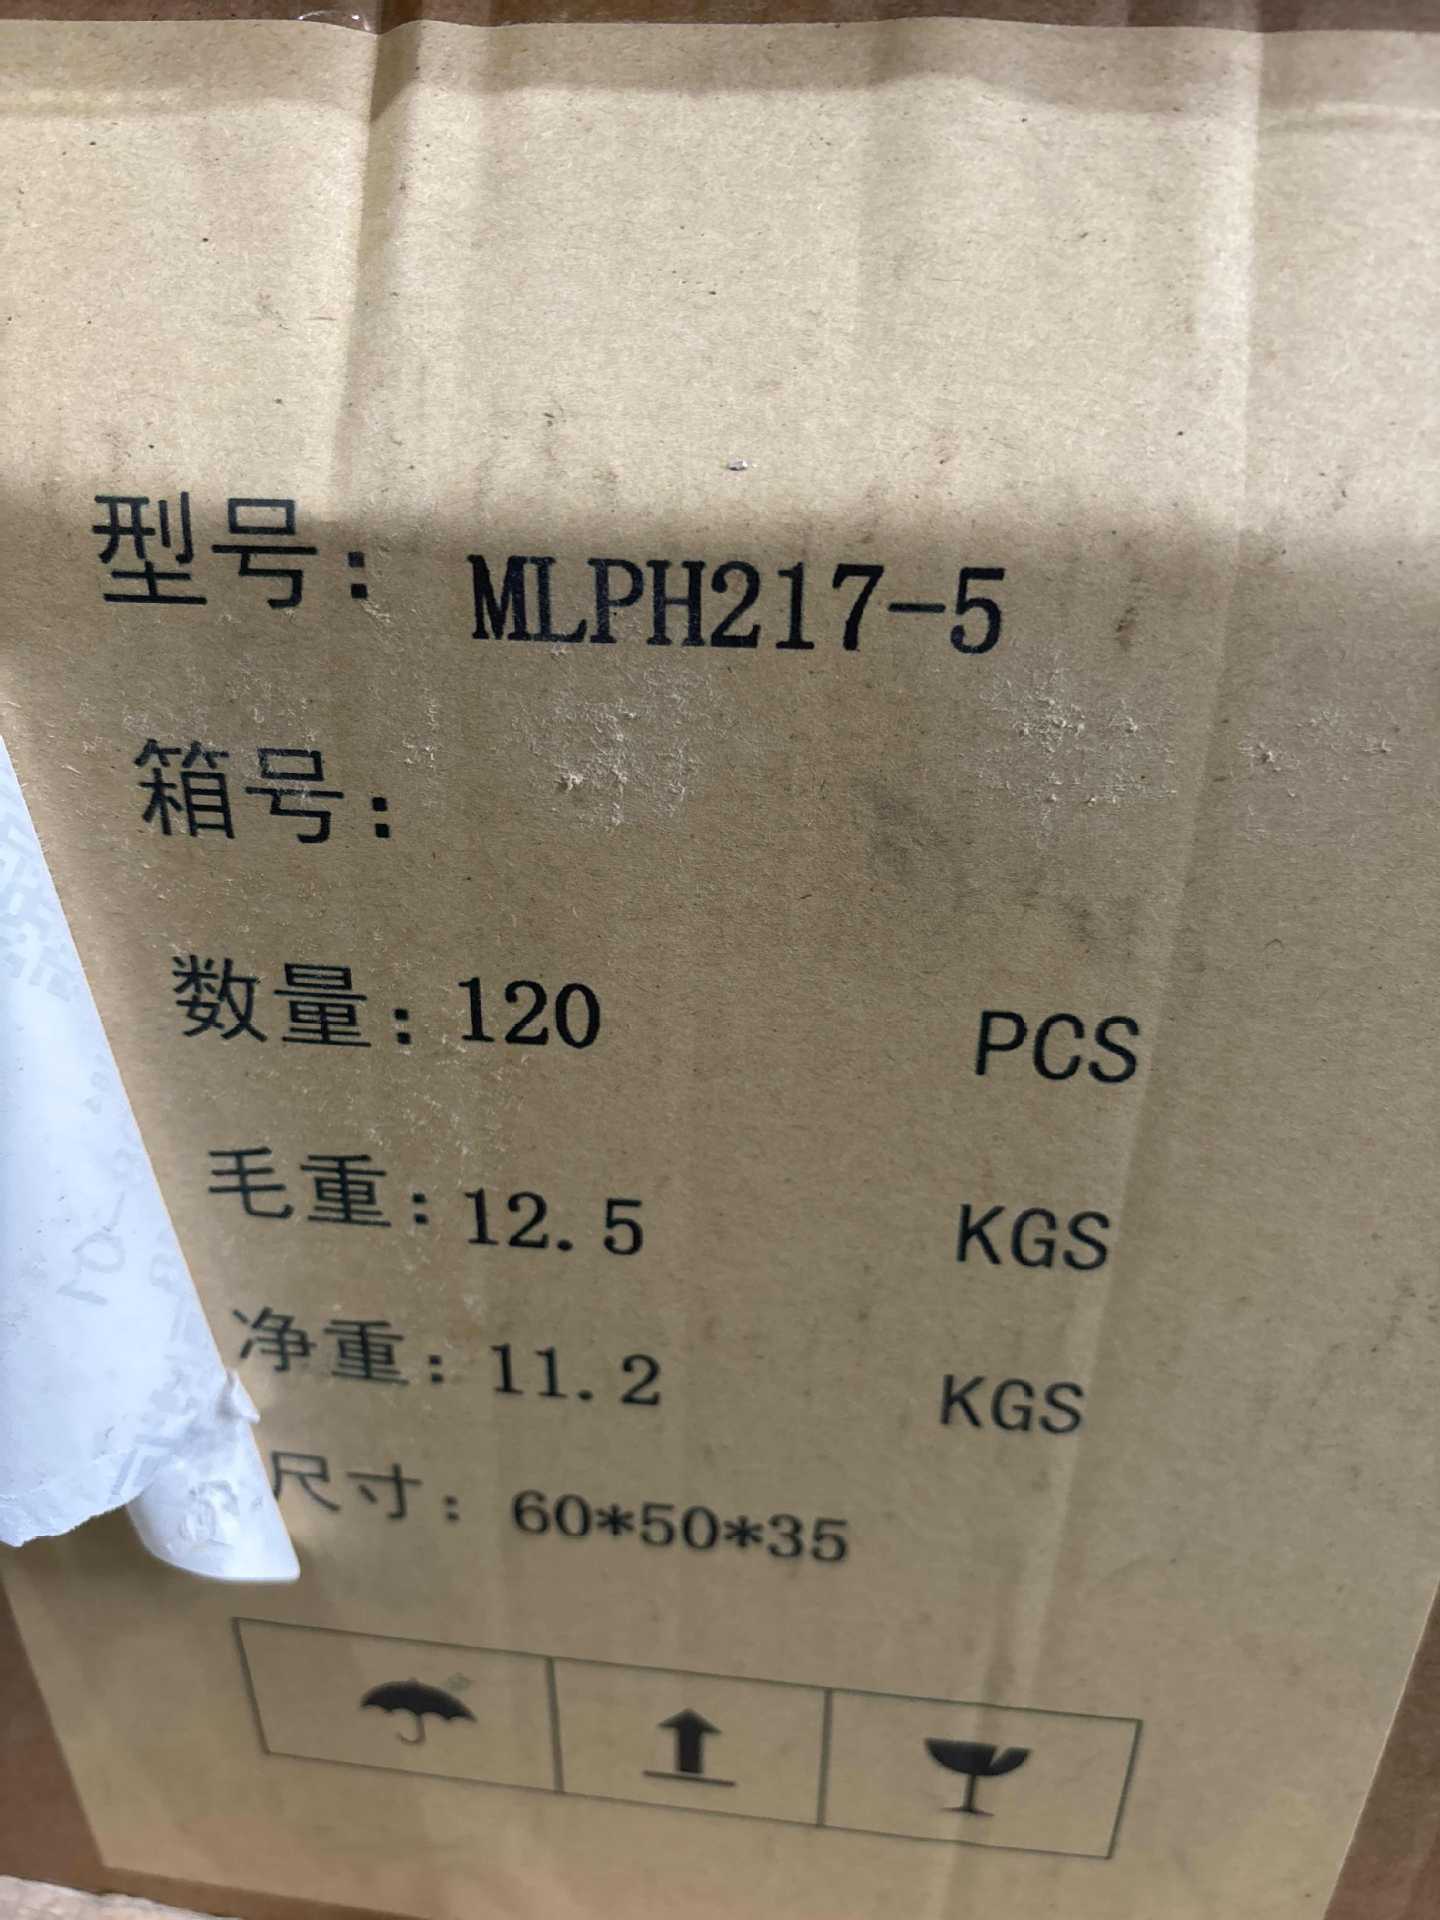 型号: MLPH217-5
箱号:
数量: 120 PCS
毛重: 12.5 KGS
净重: 11.2 KGS
尺寸: 60*50*35